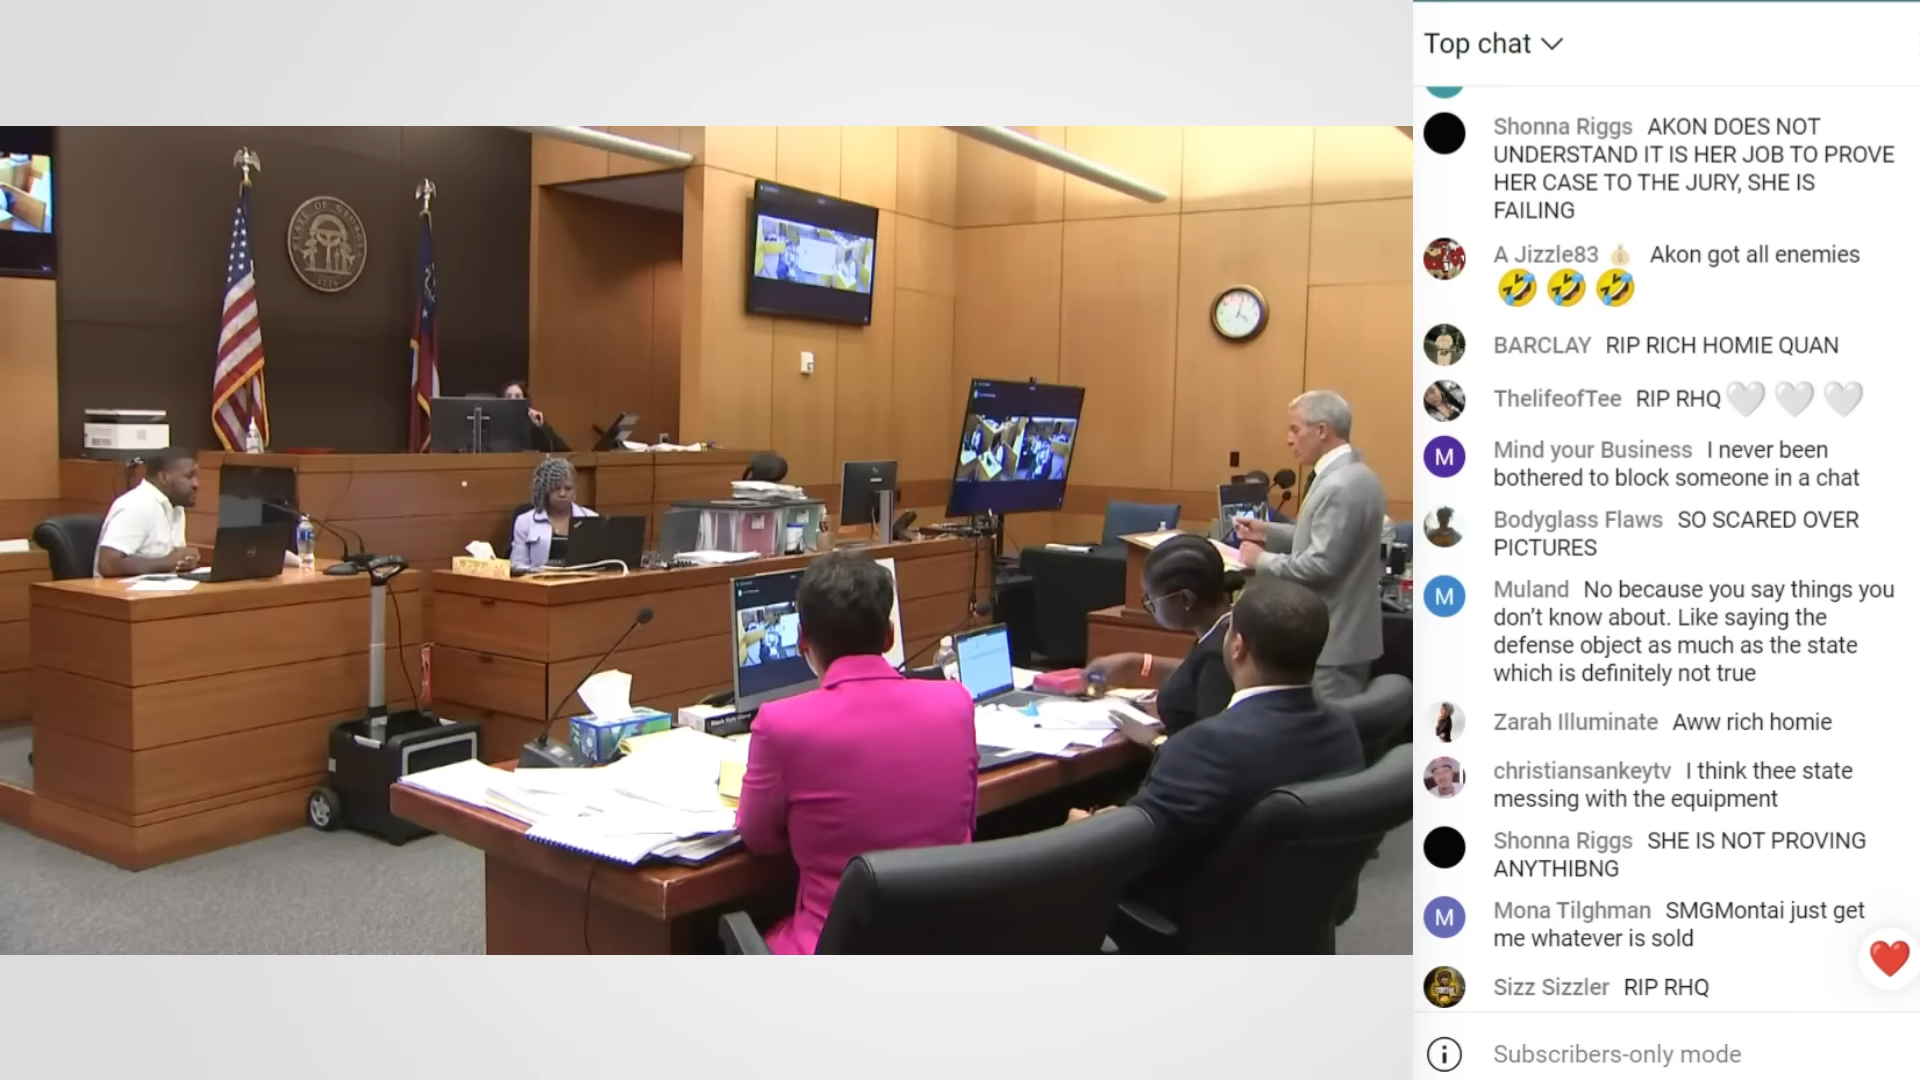 STATE OF GEORGIA
1776
Top chat
Shonna Riggs AKON DOES NOT
UNDERSTAND IT IS HER JOB TO PROVE
HER CASE TO THE JURY, SHE IS
FAILING
A Jizzle83 Akon got all enemies
🤣 🤣 🤣
BARCLAY RIP RICH HOMIE QUAN
ThelifeofTee RIP RHQ 🤍 🤍 🤍
M
Mind your Business I never been
bothered to block someone in a chat
Bodyglass Flaws SO SCARED OVER
PICTURES
M
Muland No because you say things you
don’t know about. Like saying the
defense object as much as the state
which is definitely not true
Zarah Illuminate Aww rich homie
christiansankeytv I think thee state
messing with the equipment
Shonna Riggs SHE IS NOT PROVING
ANYTHIBNG
M
Mona Tilghman SMGMontai just get
me whatever is sold
Sizz Sizzler RIP RHQ
Subscribers-only mode